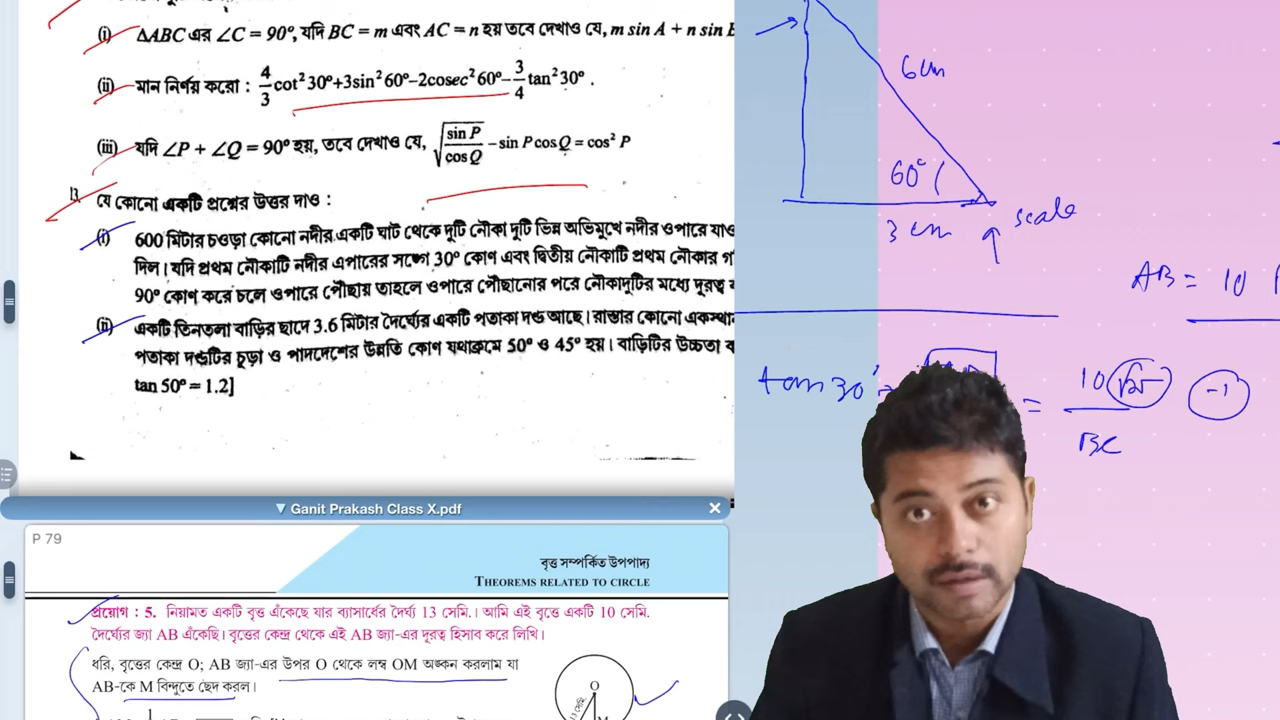 (i) ΔABC এর ∠C = 90°, যদি BC = m এবং AC = n হয় তবে দেখাও যে, m sin A + n sin
(ii) মান নির্ণয় করো : 4/3 cot² 30°+3sin² 60°–2cosec² 60°– 3/4 tan² 30° .
(iii) যদি ∠P + ∠Q = 90° হয়, তবে দেখাও যে, √(sin P/cos Q) – sin P cos Q = cos² P
13. যে কোনো একটি প্রশ্নের উত্তর দাও :
(i) 600 মিটার চওড়া কোনো নদীর একটি ঘাট থেকে দুটি নৌকা দুটি ভিন্ন অভিমুখে নদীর ওপারে
দিল। যদি প্রথম নৌকাটি নদীর এপারের সঙ্গে 30° কোণ এবং দ্বিতীয় নৌকাটি প্রথম নৌকার
90° কোণ করে চলে ওপারে পৌঁছায় তাহলে ওপারে পৌঁছানোর পরে নৌকাদুটির মধ্যে দূরত্ব
(ii) একটি তিনতলা বাড়ির ছাদে 3.6 মিটার দৈর্ঘ্যের একটি পতাকা দণ্ড আছে। রাস্তার কোনো
পতাকা দণ্ডটির চূড়া ও পাদদেশের উন্নতি কোণ যথাক্রমে 50° ও 45° হয়। বাড়িটির উচ্চতা
tan 50° = 1.2]
6cm
60°
3 cm
scale
AB = 10
tan 30°
=
10
BC
-1
▼ Ganit Prakash Class X.pdf ×
P 79
বৃত্ত সম্পর্কিত উপপাদ্য
THEOREMS RELATED TO CIRCLE
প্রয়োগ : 5. নিয়ামত একটি বৃত্ত এঁকেছে যার ব্যাসার্ধের দৈর্ঘ্য 13 সেমি.। আমি এই বৃত্তে একটি 10 সেমি.
দৈর্ঘ্যের জ্যা AB এঁকেছি। বৃত্তের কেন্দ্র থেকে এই AB জ্যা-এর দূরত্ব হিসাব করে লিখি।
ধরি, বৃত্তের কেন্দ্র O; AB জ্যা-এর উপর O থেকে লম্ব OM অঙ্কন করলাম যা
AB-কে M বিন্দুতে ছেদ করল।
O
13 সেমি.
M